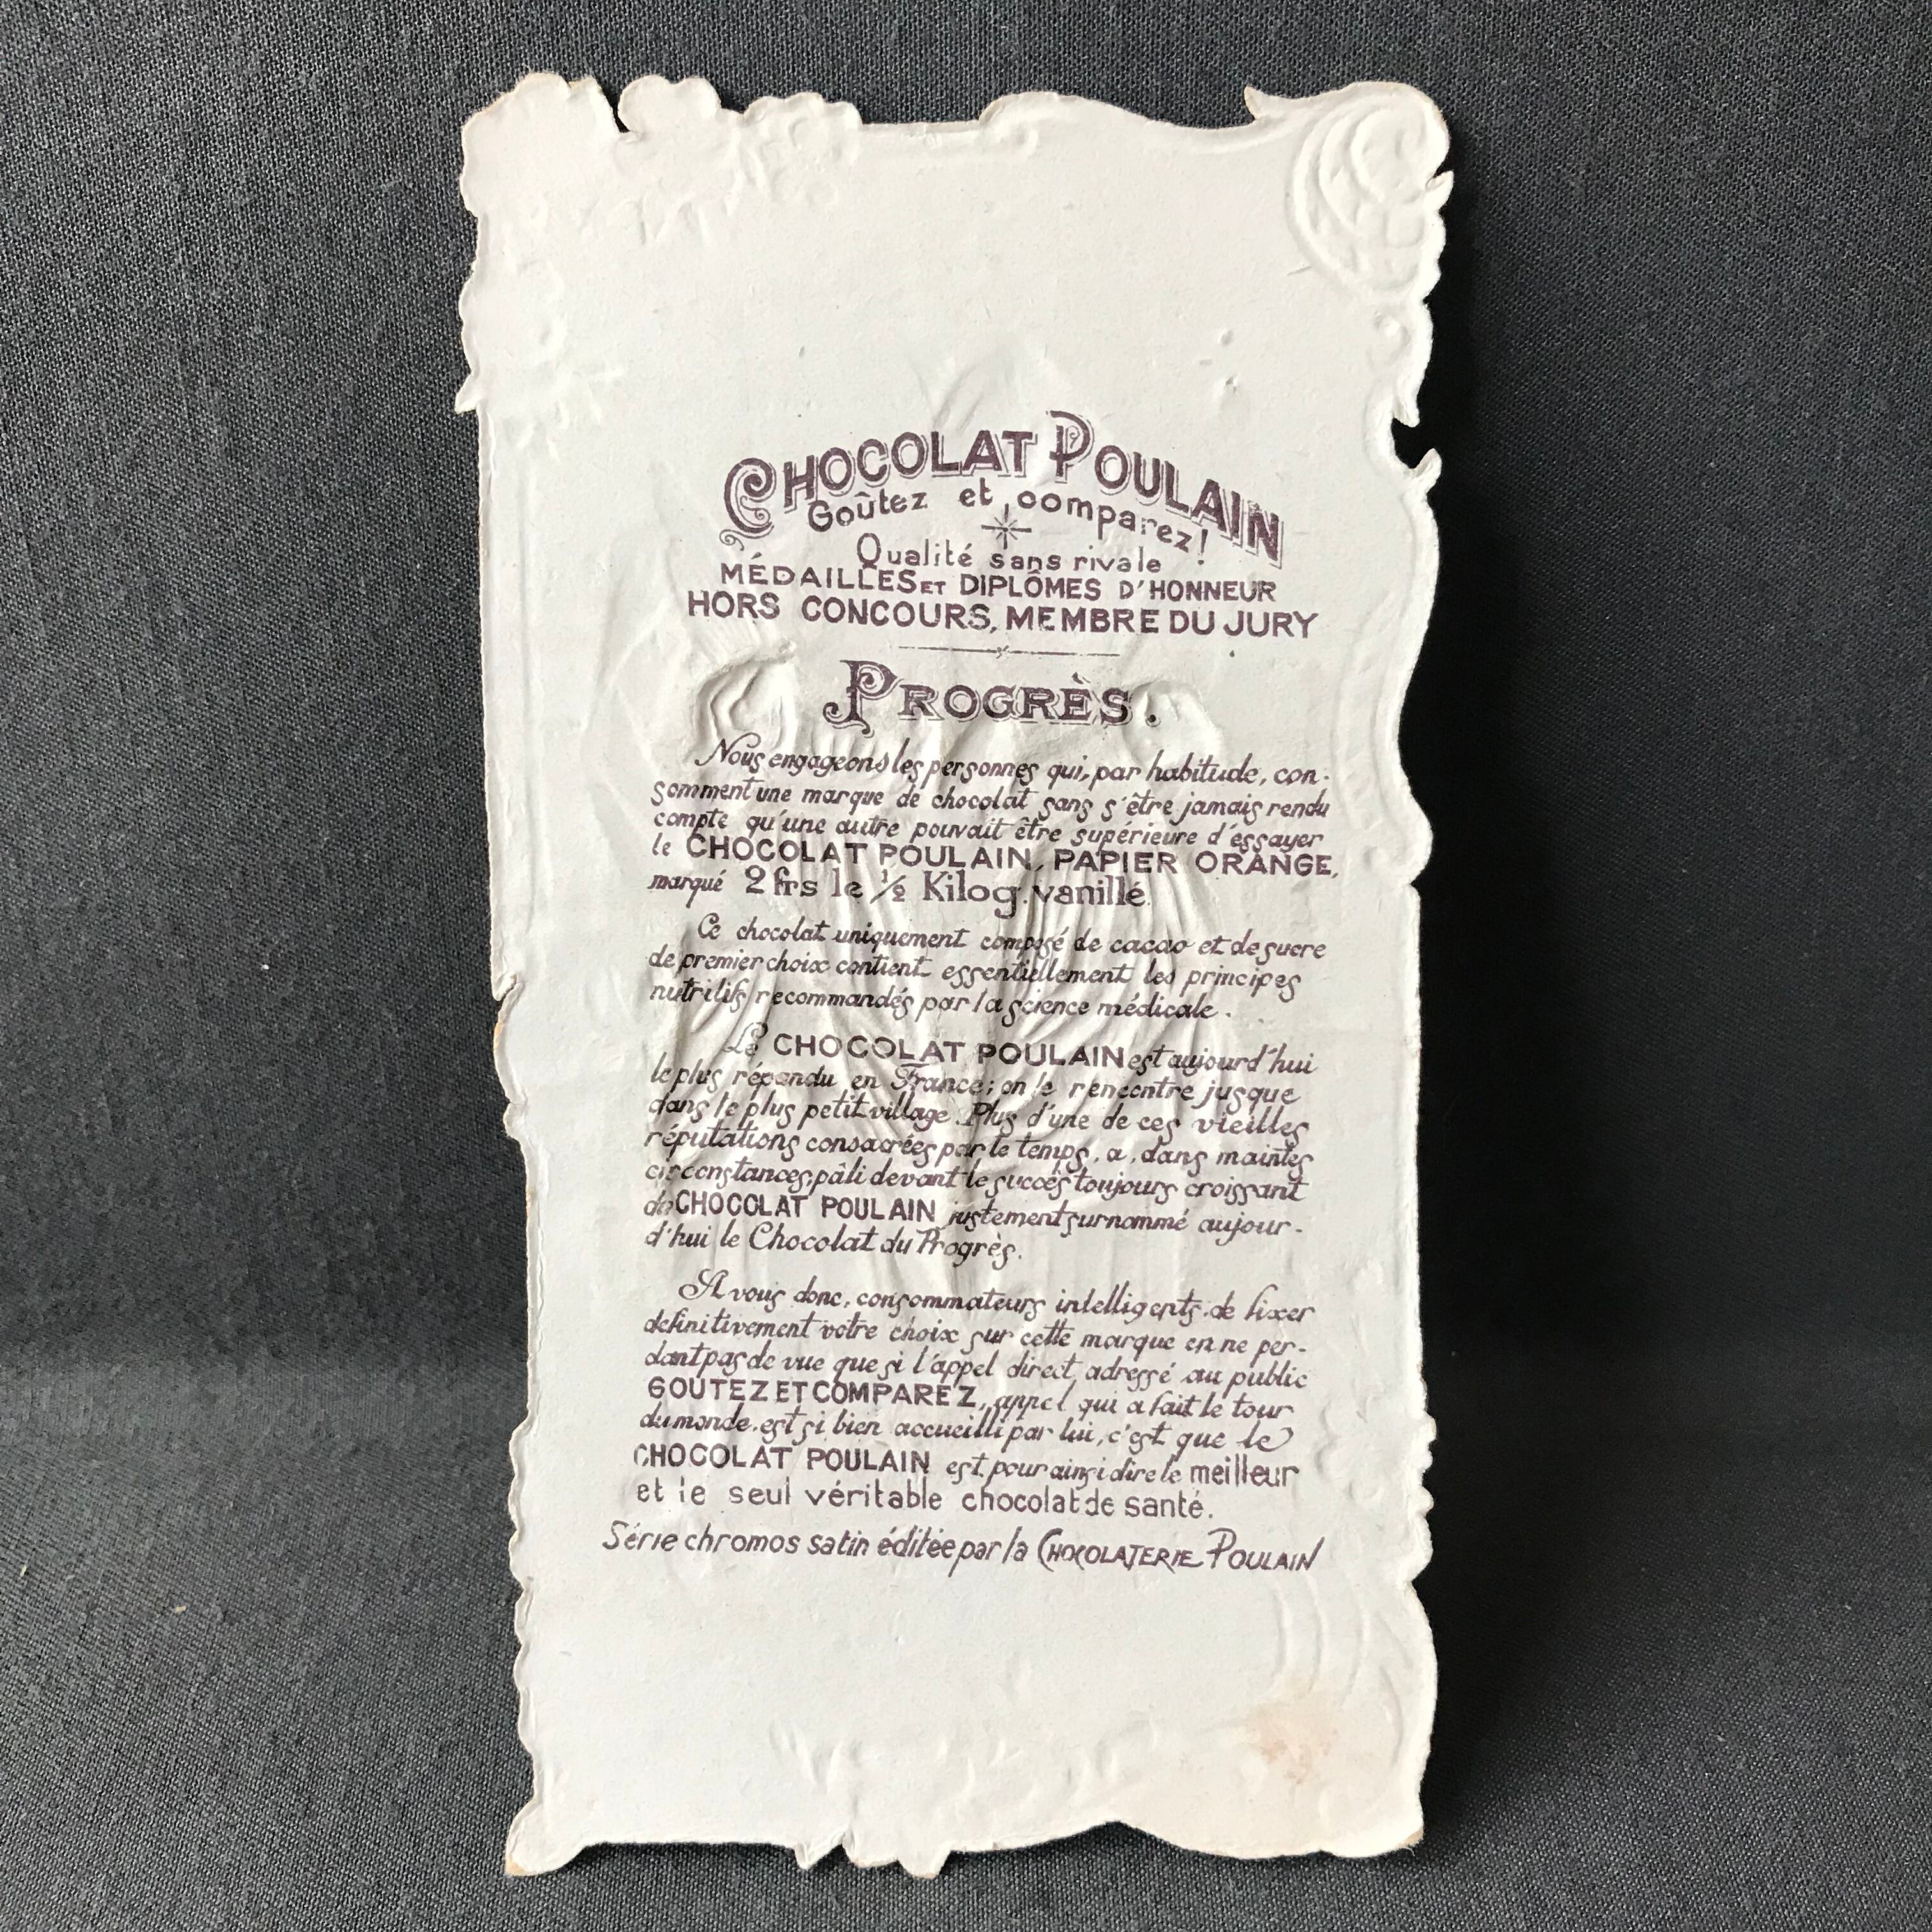 CHOCOLAT POULAIN
Goûtez et comparez!
Qualité sans rivale
MÉDAILLES ET DIPLÔMES D'HONNEUR
HORS CONCOURS, MEMBRE DU JURY
PROGRÈS.
Nous engageons les personnes qui, par habitude, con-
somment une marque de chocolat sans s'être jamais rendu
compte qu'une autre pouvait être supérieure d'essayer
le CHOCOLAT POULAIN, PAPIER ORANGE,
marqué 2 frs le ½ Kilog. vanillé.
Ce chocolat uniquement composé de cacao et de sucre
de premier choix contient essentiellement les principes
nutritifs recommandés par la science médicale.
Le CHOCOLAT POULAIN est aujourd'hui
le plus répandu en France; on le rencontre jusque
dans le plus petit village. Plus d'une de ces vieilles
réputations consacrées par le temps, a, dans maintes
circonstances, pâli devant le succès toujours croissant
du CHOCOLAT POULAIN justement surnommé aujour-
d'hui le Chocolat du Progrès.
A vous donc, consommateurs intelligents, de fixer
definitivement votre choix sur cette marque en ne per-
dant pas de vue que si l'appel direct adressé au public
GOUTEZ ET COMPAREZ, appel qui a fait le tour
du monde, est si bien accueilli par lui, c'est que le
CHOCOLAT POULAIN est pour ainsi dire le meilleur
et le seul véritable chocolat de santé.
Série chromos satin éditée par la CHOCOLATERIE POULAIN